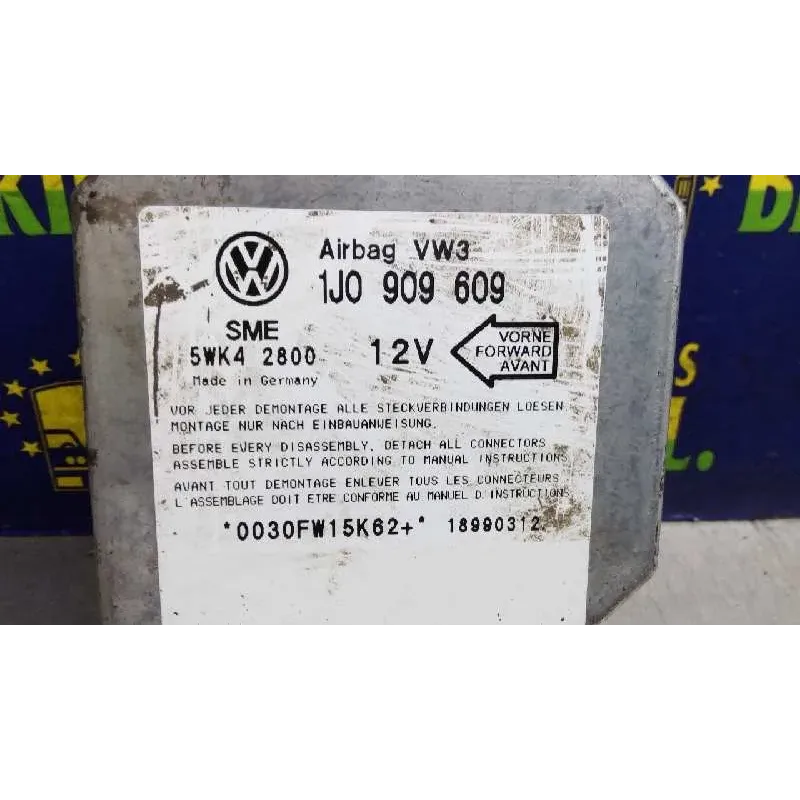 Airbag VW3
1J0 909 609
SME
5WK4 2800
12V
VORNE
FORWARD
AVANT
Made in Germany
VOR JEDER DEMONTAGE ALLE STECKVERBINDUNGEN LOESEN
MONTAGE NUR NACH EINBAUANWEISUNG.
BEFORE EVERY DISASSEMBLY, DETACH ALL CONNECTORS
ASSEMBLE STRICTLY ACCORDING TO MANUAL INSTRUCTIONS
AVANT TOUT DEMONTAGE ENLEVER TOUS LES CONNECTEURS
L'ASSEMBLAGE DOIT ETRE CONFORME AU MANUEL D'INSTRUCTIONS
*0030FW15K62+* 18990312